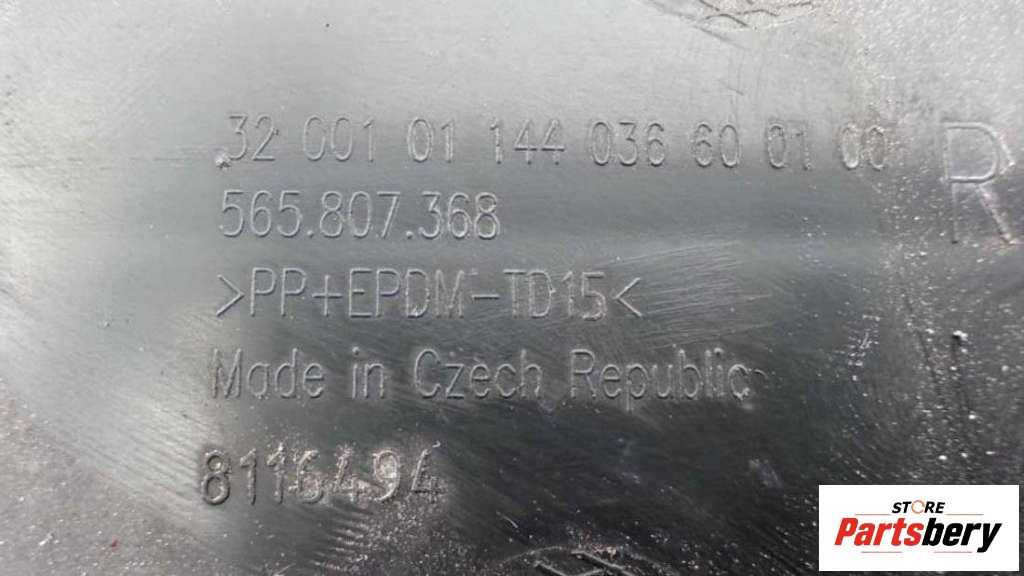 32 001 01 144 036 60 01 00
R
565.807.368
>PP+EPDM-TD15<
Made in Czech Republic
8116494
STORE
Partsbery